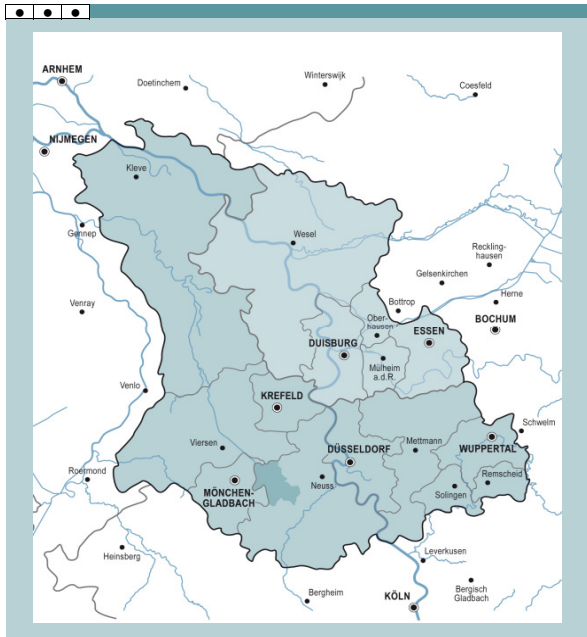 ARNHEM
Doetinchem
Winterswijk
Coesfeld
NIJMEGEN
Kleve
Gennep
Wesel
Reckling-
hausen
Gelsenkirchen
Herne
Venray
Bottrop
Ober-
hausen
ESSEN
BOCHUM
DUISBURG
Mülheim
a.d.R.
Venlo
KREFELD
Schwelm
Viersen
DÜSSELDORF
Mettmann
WUPPERTAL
Roermond
MÖNCHEN-
GLADBACH
Neuss
Remscheid
Solingen
Heinsberg
Leverkusen
Bergheim
KÖLN
Bergisch
Gladbach